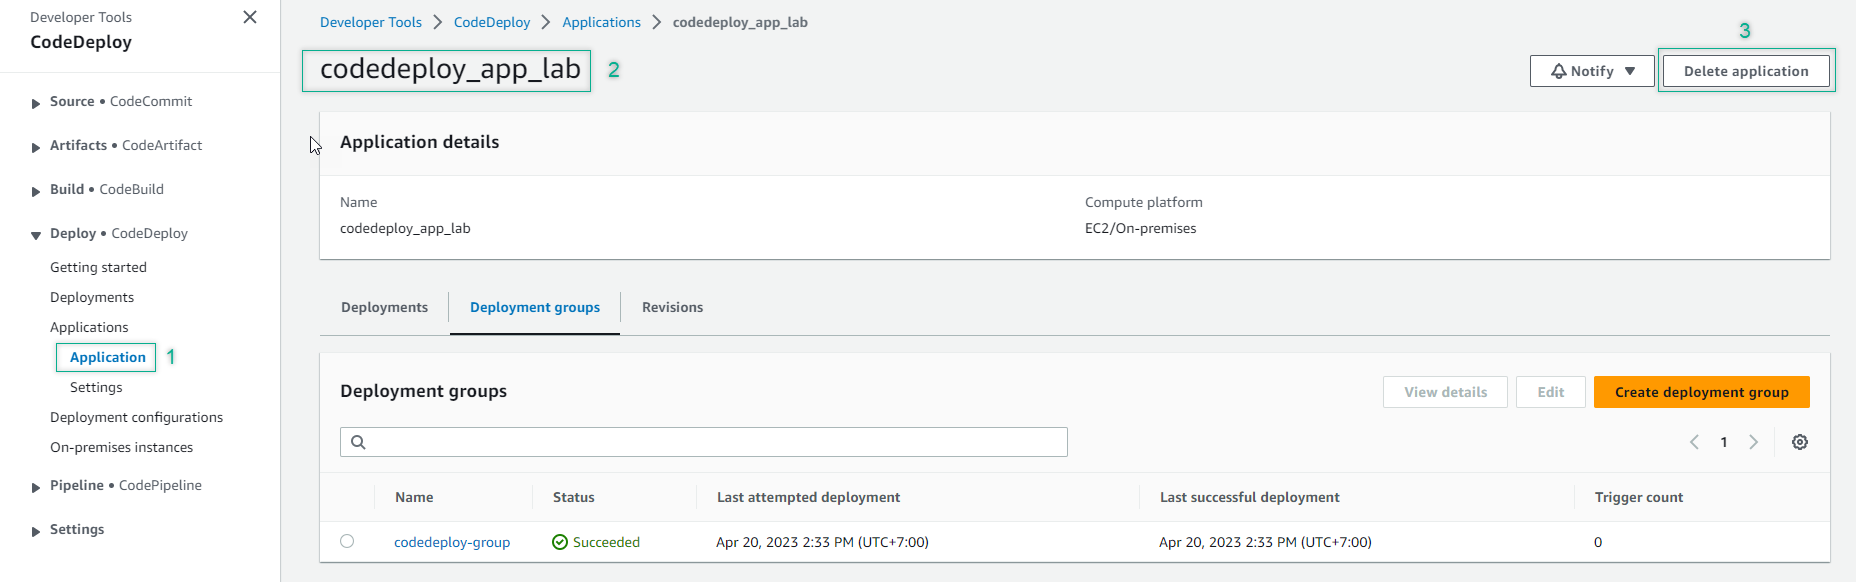 Developer Tools
CodeDeploy
Source • CodeCommit
Artifacts • CodeArtifact
Build • CodeBuild
Deploy • CodeDeploy
Getting started
Deployments
Applications
Application 1
Settings
Deployment configurations
On-premises instances
Pipeline • CodePipeline
Settings
Developer Tools > CodeDeploy > Applications > codedeploy_app_lab
codedeploy_app_lab 2
3
Notify ▼ Delete application
Application details
Name Compute platform
codedeploy_app_lab EC2/On-premises
Deployments Deployment groups Revisions
Deployment groups View details Edit Create deployment group
1
Name Status Last attempted deployment Last successful deployment Trigger count
codedeploy-group Succeeded Apr 20, 2023 2:33 PM (UTC+7:00) Apr 20, 2023 2:33 PM (UTC+7:00) 0